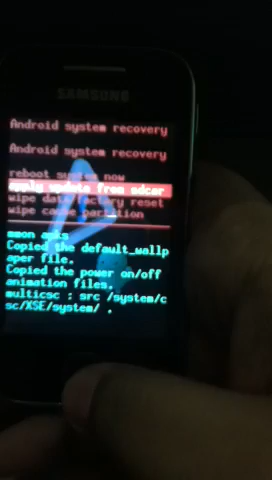 SAMSUNG
Android system recovery
Android system recovery
reboot system now
apply update from sdcar
wipe data/factory reset
wipe cache partition
mmon apks
Copied the default_wallp
aper file.
Copied the power on/off
animation files.
multicsc : src /system/c
sc/XSE/system/ .